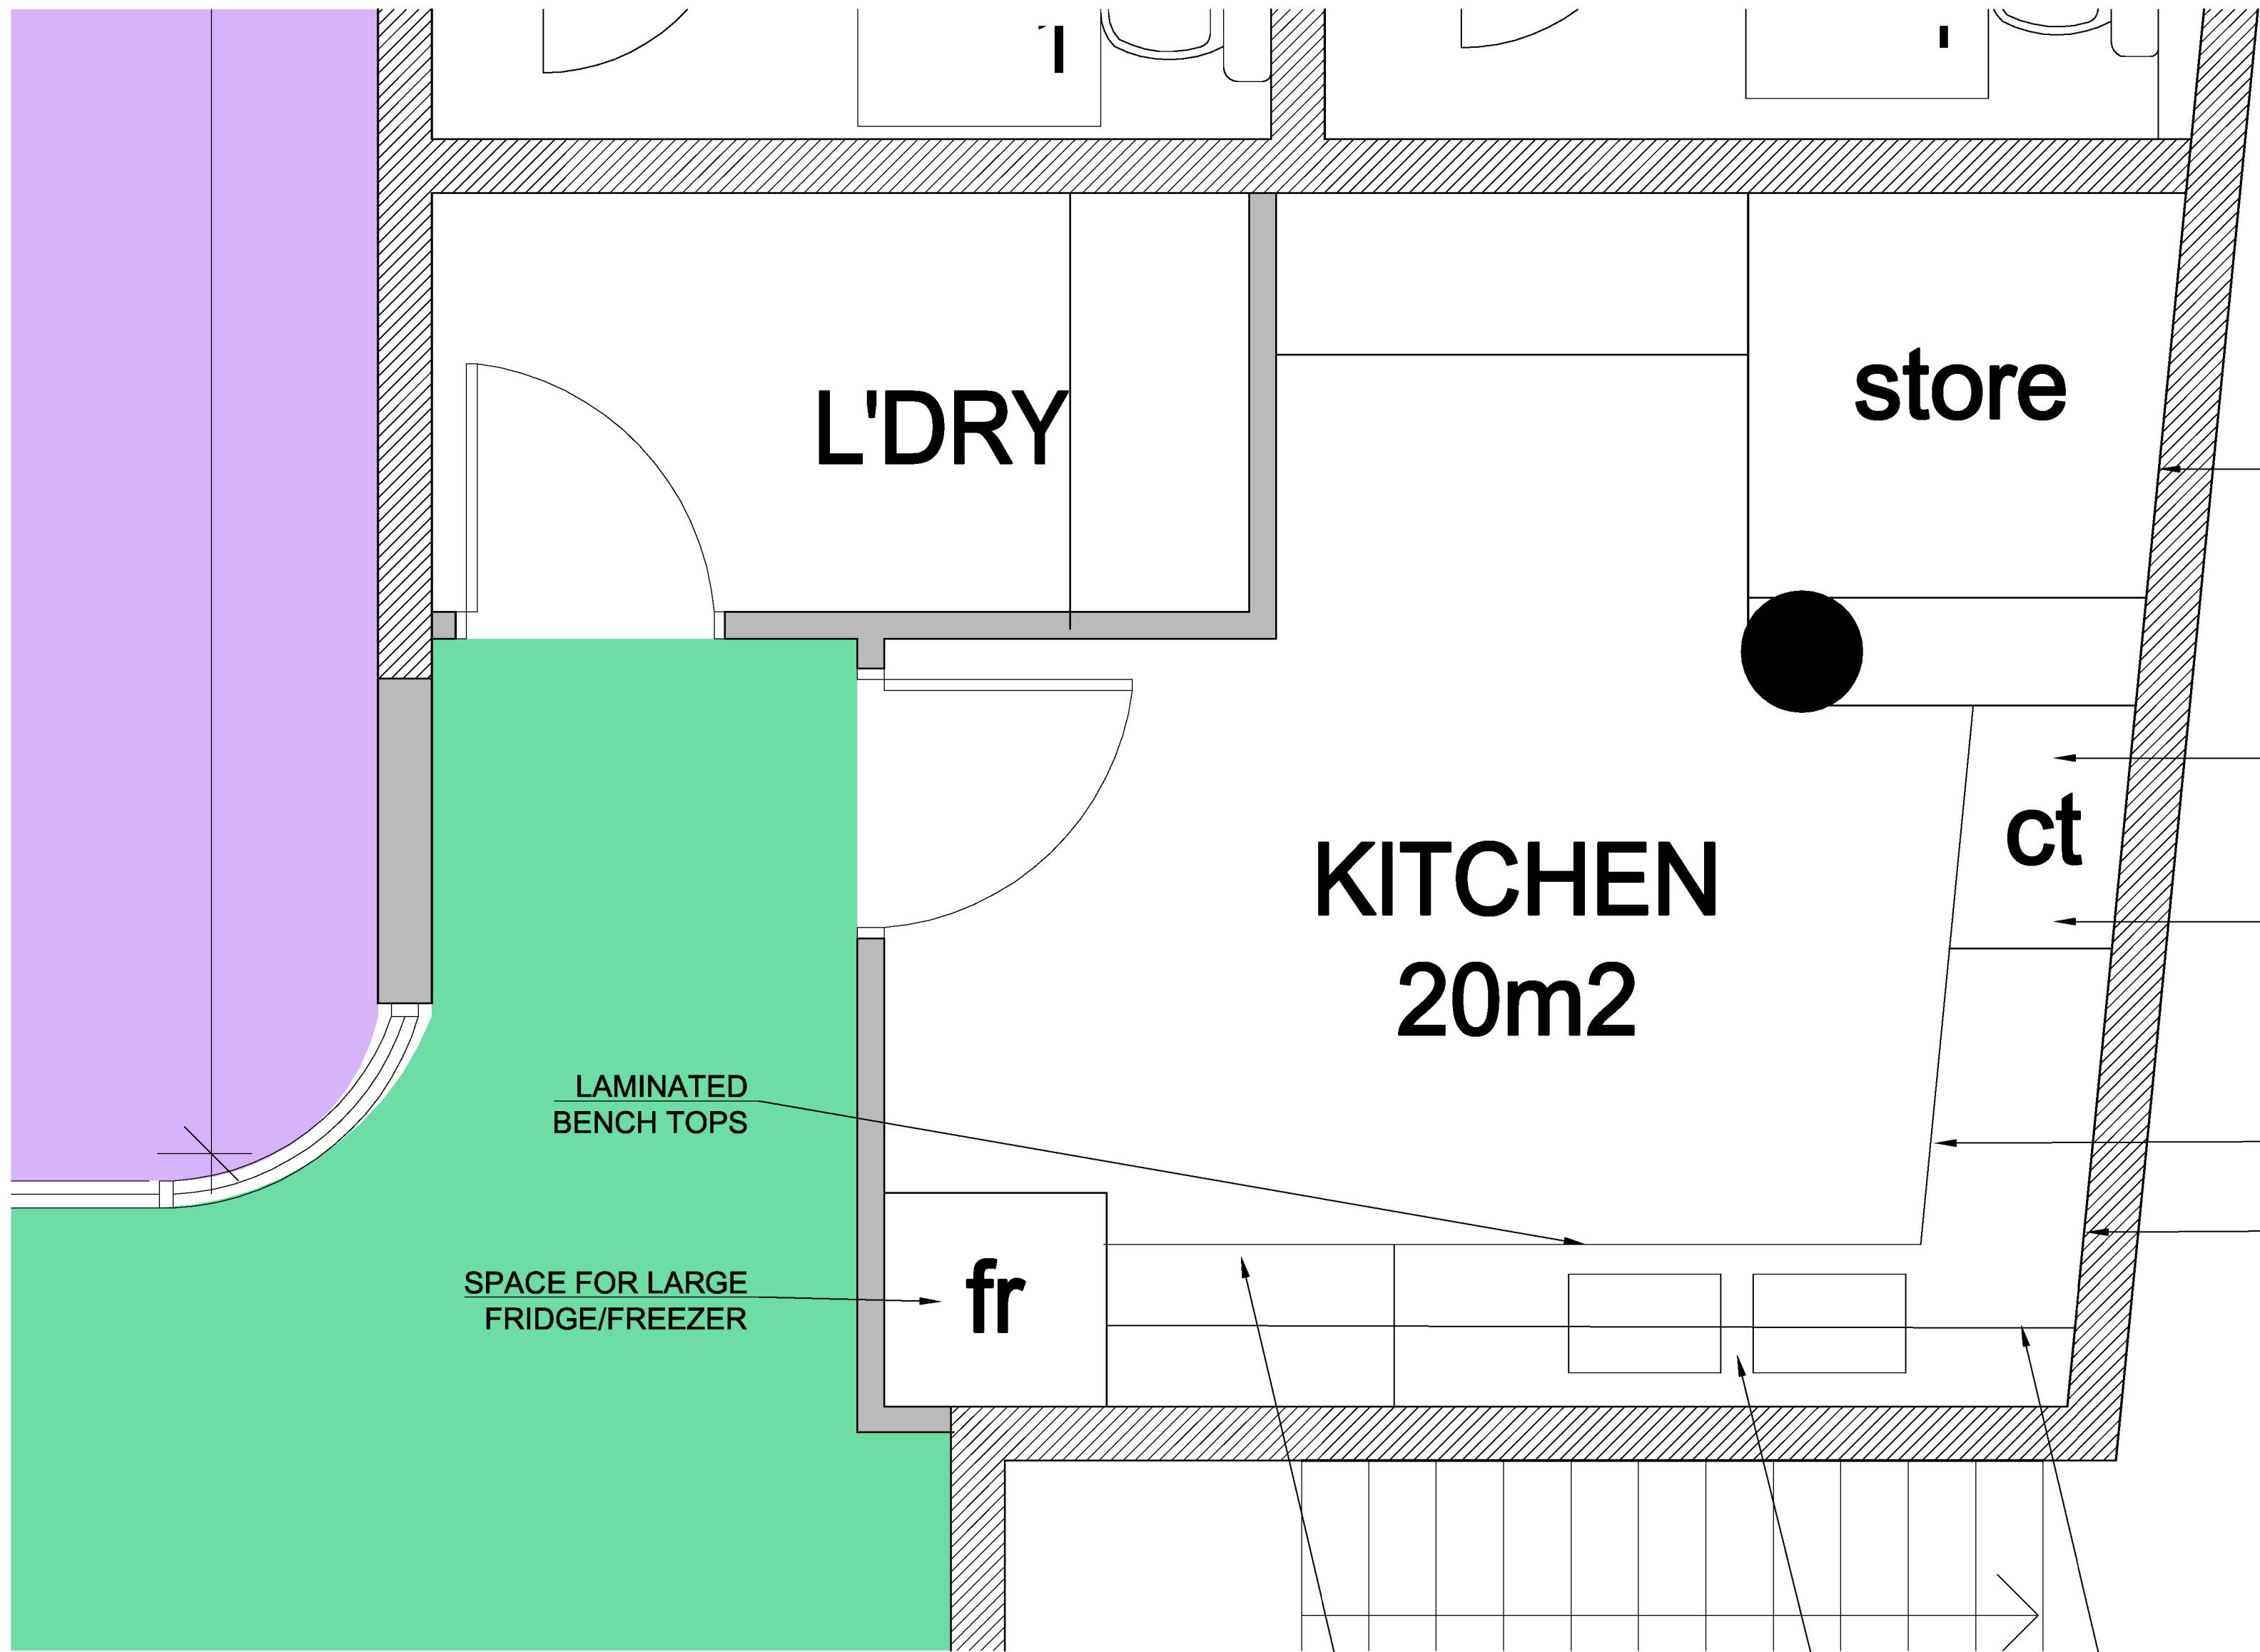 L'DRY
store
ct
KITCHEN
20m2
LAMINATED
BENCH TOPS
SPACE FOR LARGE
FRIDGE/FREEZER
fr